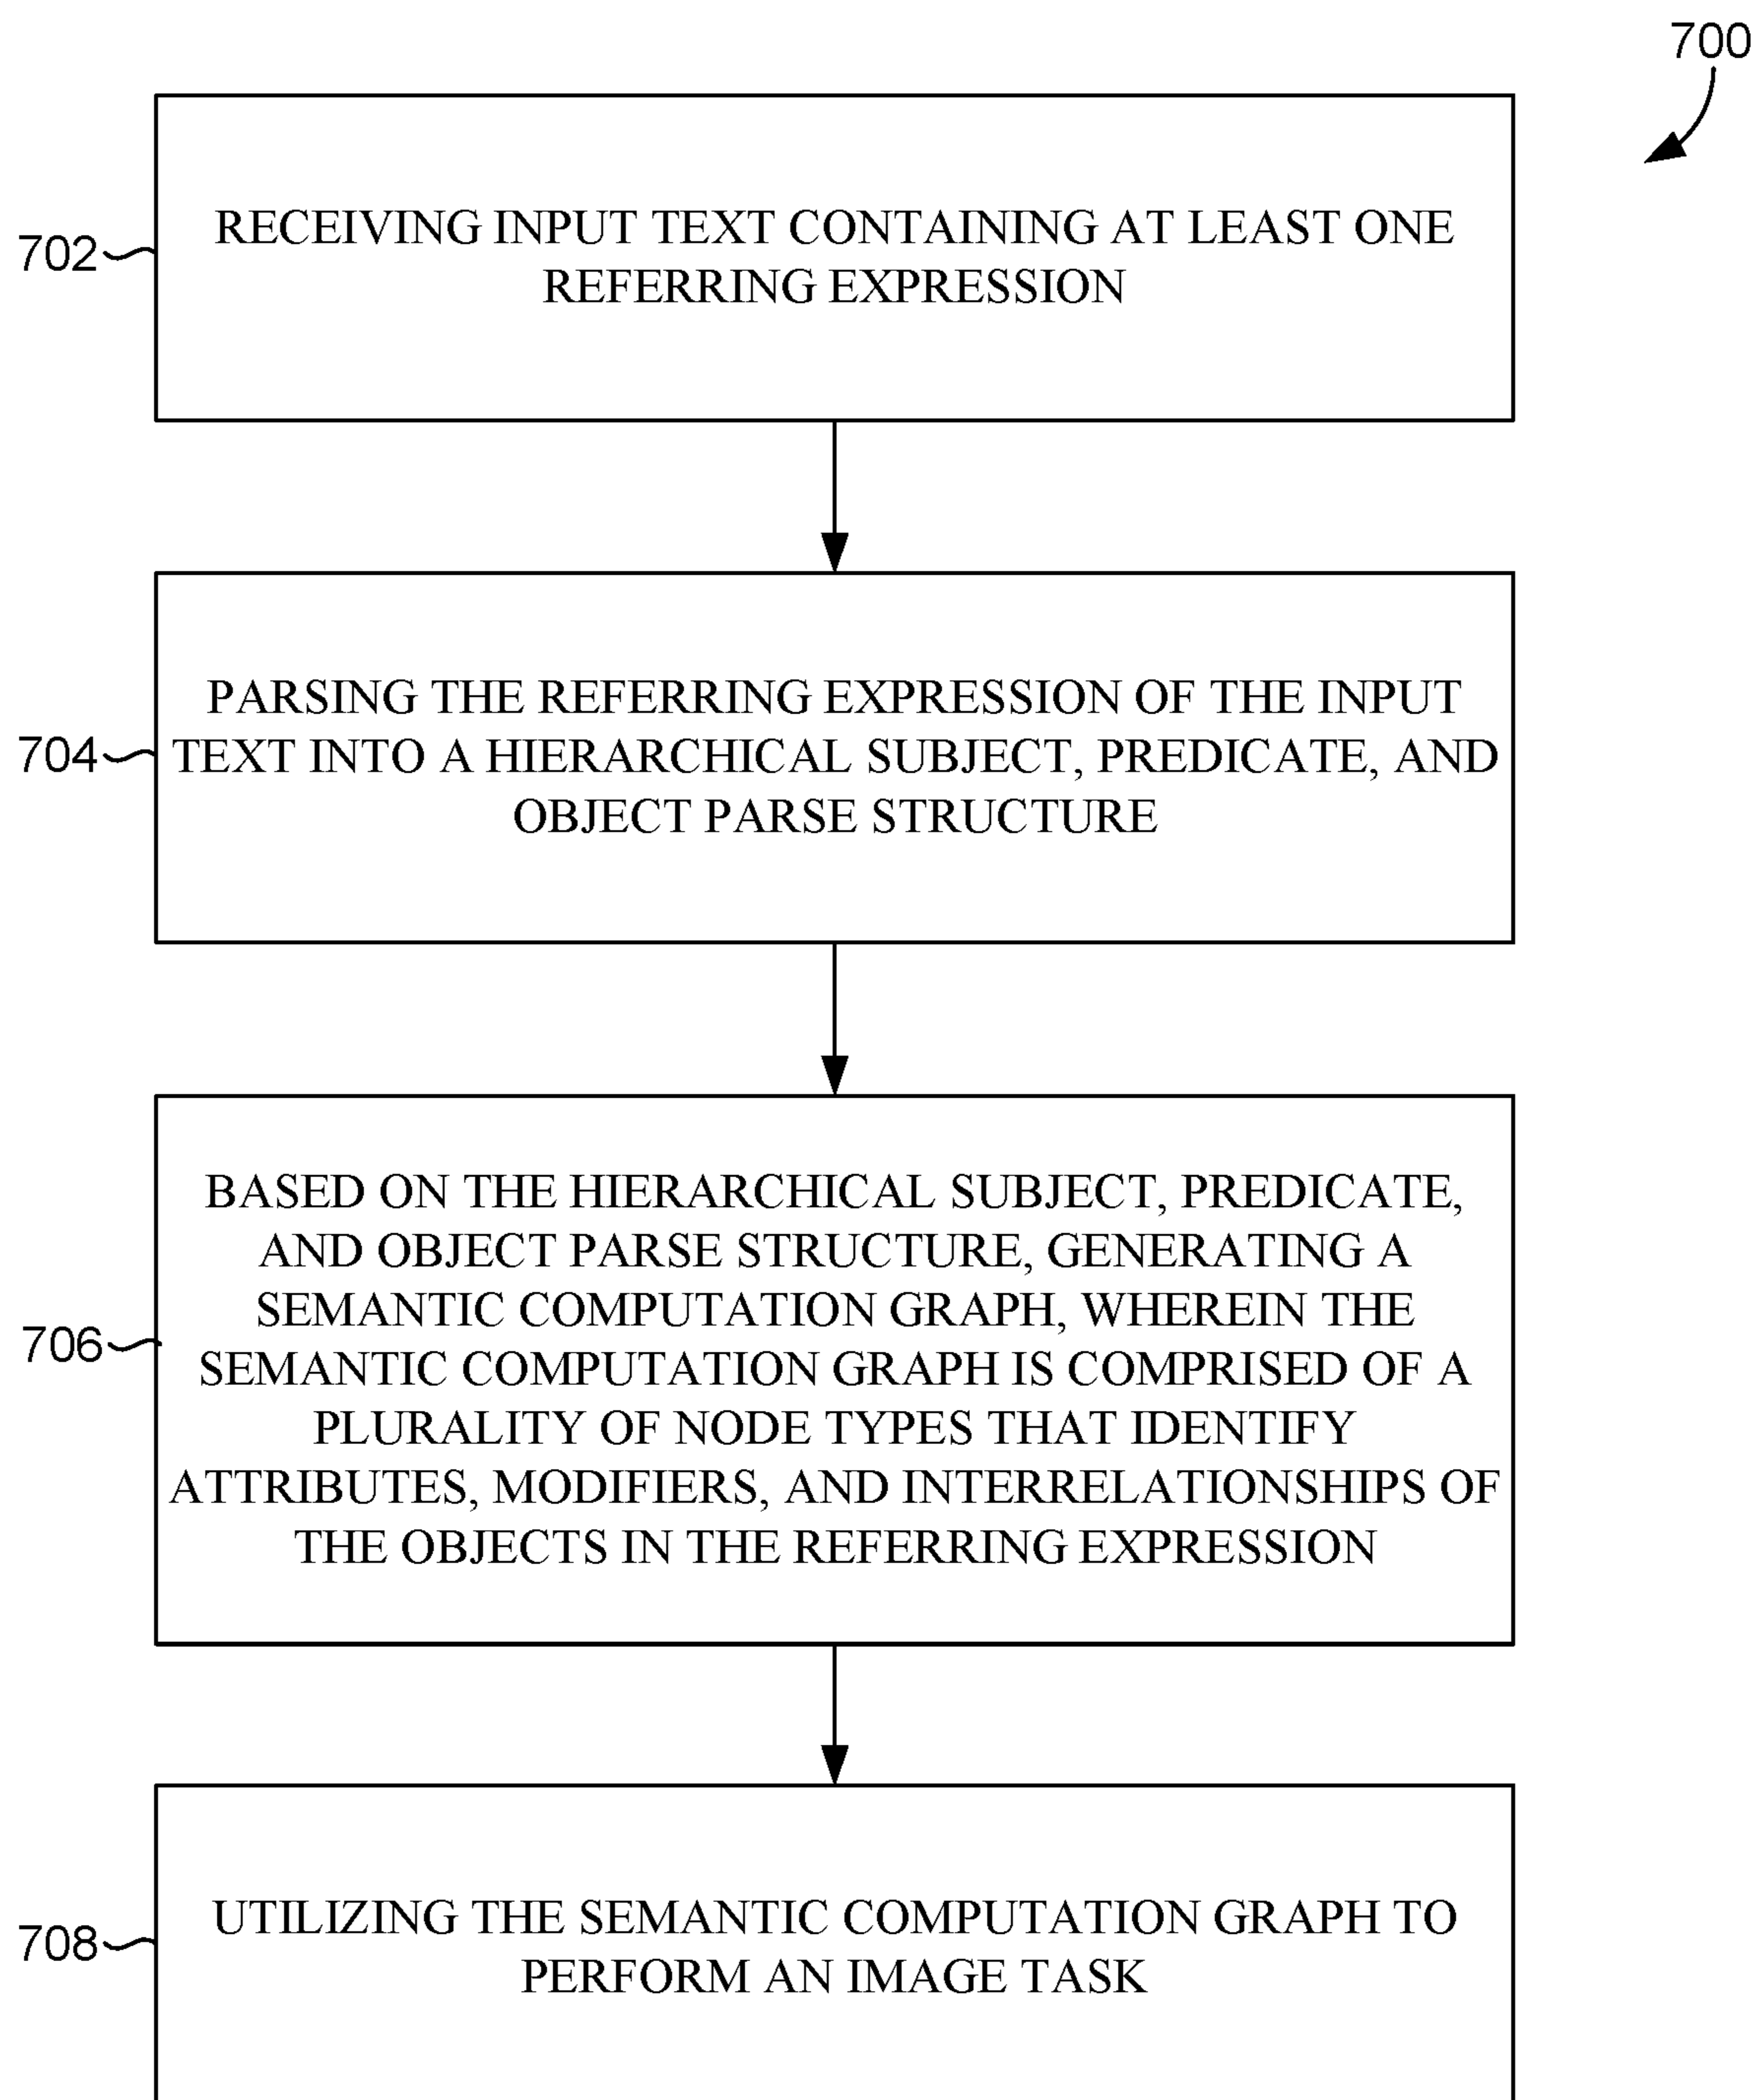 700
702
RECEIVING INPUT TEXT CONTAINING AT LEAST ONE
REFERRING EXPRESSION
704
PARSING THE REFERRING EXPRESSION OF THE INPUT
TEXT INTO A HIERARCHICAL SUBJECT, PREDICATE, AND
OBJECT PARSE STRUCTURE
706
BASED ON THE HIERARCHICAL SUBJECT, PREDICATE,
AND OBJECT PARSE STRUCTURE, GENERATING A
SEMANTIC COMPUTATION GRAPH, WHEREIN THE
SEMANTIC COMPUTATION GRAPH IS COMPRISED OF A
PLURALITY OF NODE TYPES THAT IDENTIFY
ATTRIBUTES, MODIFIERS, AND INTERRELATIONSHIPS OF
THE OBJECTS IN THE REFERRING EXPRESSION
708
UTILIZING THE SEMANTIC COMPUTATION GRAPH TO
PERFORM AN IMAGE TASK